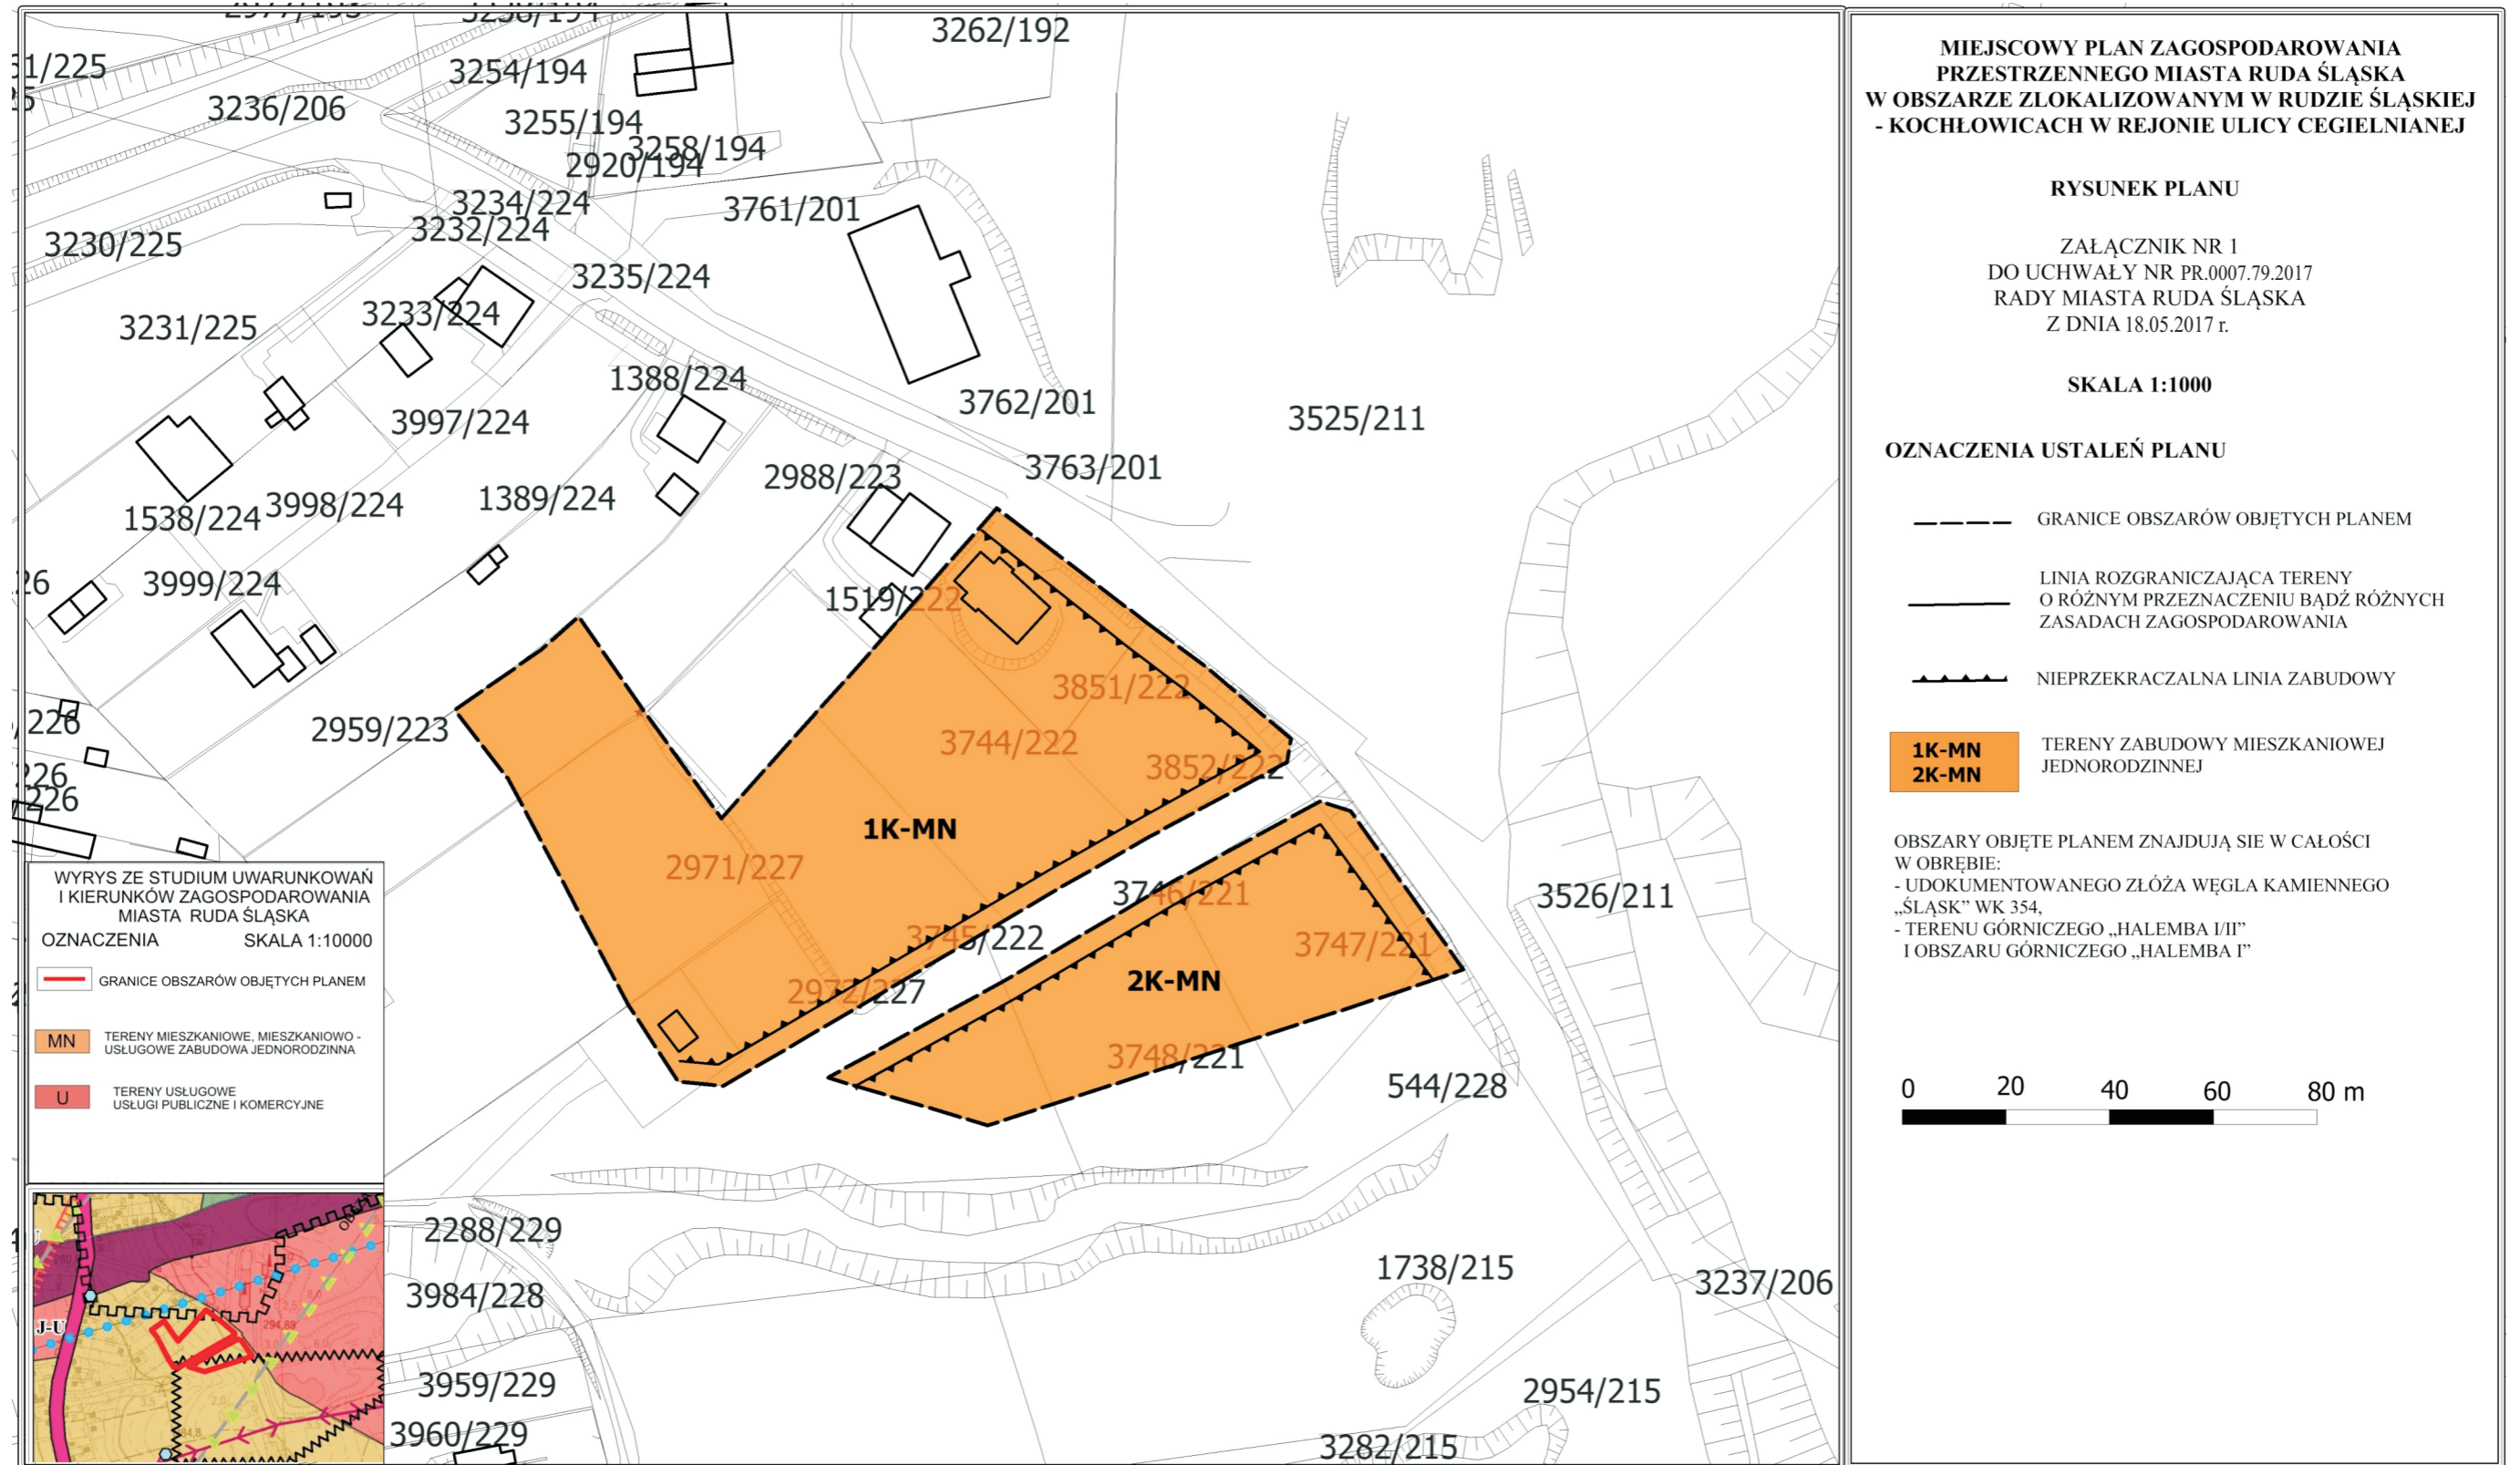 3262/192
3254/194
3236/206
3255/194
3258/194
2920/194
3234/224
3232/224
3761/201
3230/225
3235/224
3231/225
3233/224
1388/224
3762/201
3525/211
3997/224
3763/201
2988/223
1389/224
3998/224
1538/224
3999/224
1519/222
3851/222
2959/223
3744/222
3852/222
1K-MN
2971/227
3746/221
3526/211
3745/222
3747/221
2K-MN
2972/227
3748/221
544/228
2288/229
1738/215
3237/206
3984/228
3959/229
2954/215
3960/229
3282/215
WYRYS ZE STUDIUM UWARUNKOWAŃ
I KIERUNKÓW ZAGOSPODAROWANIA
MIASTA RUDA ŚLĄSKA
OZNACZENIA SKALA 1:10000
GRANICE OBSZARÓW OBJĘTYCH PLANEM
MN TERENY MIESZKANIOWE, MIESZKANIOWO -
USŁUGOWE ZABUDOWA JEDNORODZINNA
U TERENY USŁUGOWE
USŁUGI PUBLICZNE I KOMERCYJNE
J-U
294,88
MIEJSCOWY PLAN ZAGOSPODAROWANIA
PRZESTRZENNEGO MIASTA RUDA ŚLĄSKA
W OBSZARZE ZLOKALIZOWANYM W RUDZIE ŚLĄSKIEJ
- KOCHŁOWICACH W REJONIE ULICY CEGIELNIANEJ
RYSUNEK PLANU
ZAŁĄCZNIK NR 1
DO UCHWAŁY NR PR.0007.79.2017
RADY MIASTA RUDA ŚLĄSKA
Z DNIA 18.05.2017 r.
SKALA 1:1000
OZNACZENIA USTALEŃ PLANU
GRANICE OBSZARÓW OBJĘTYCH PLANEM
LINIA ROZGRANICZAJĄCA TERENY
O RÓŻNYM PRZEZNACZENIU BĄDŹ RÓŻNYCH
ZASADACH ZAGOSPODAROWANIA
NIEPRZEKRACZALNA LINIA ZABUDOWY
1K-MN
2K-MN
TERENY ZABUDOWY MIESZKANIOWEJ
JEDNORODZINNEJ
OBSZARY OBJĘTE PLANEM ZNAJDUJĄ SIE W CAŁOŚCI
W OBRĘBIE:
- UDOKUMENTOWANEGO ZŁÓŻA WĘGLA KAMIENNEGO
„ŚLĄSK” WK 354,
- TERENU GÓRNICZEGO „HALEMBA I/II”
I OBSZARU GÓRNICZEGO „HALEMBA I”
0 20 40 60 80 m